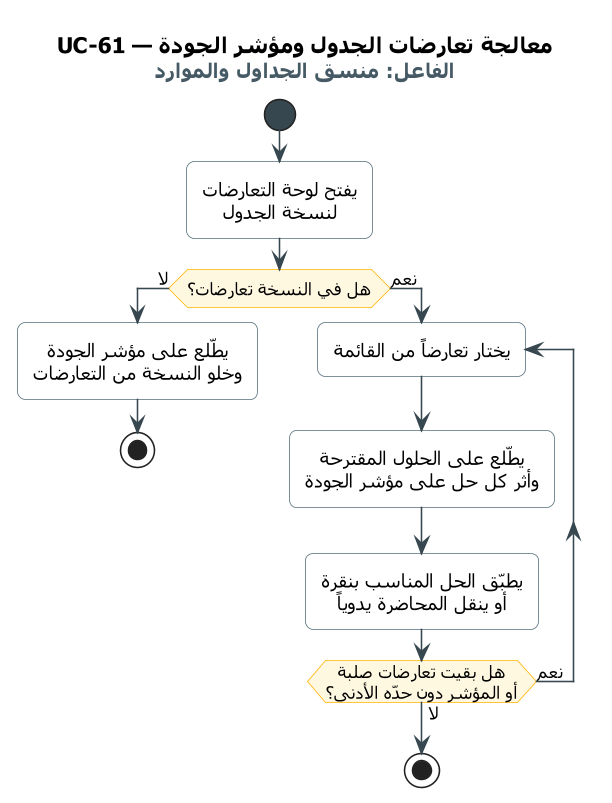 معالجة تعارضات الجدول ومؤشر الجودة — UC-61
الفاعل: منسق الجداول والموارد
يفتح لوحة التعارضات
لنسخة الجدول
هل في النسخة تعارضات؟
لا
نعم
يطّلع على مؤشر الجودة
وخلو النسخة من التعارضات
يختار تعارضاً من القائمة
يطّلع على الحلول المقترحة
وأثر كل حل على مؤشر الجودة
يطبّق الحل المناسب بنقرة
أو ينقل المحاضرة يدوياً
هل بقيت تعارضات صلبة
أو المؤشر دون حدّه الأدنى؟
نعم
لا